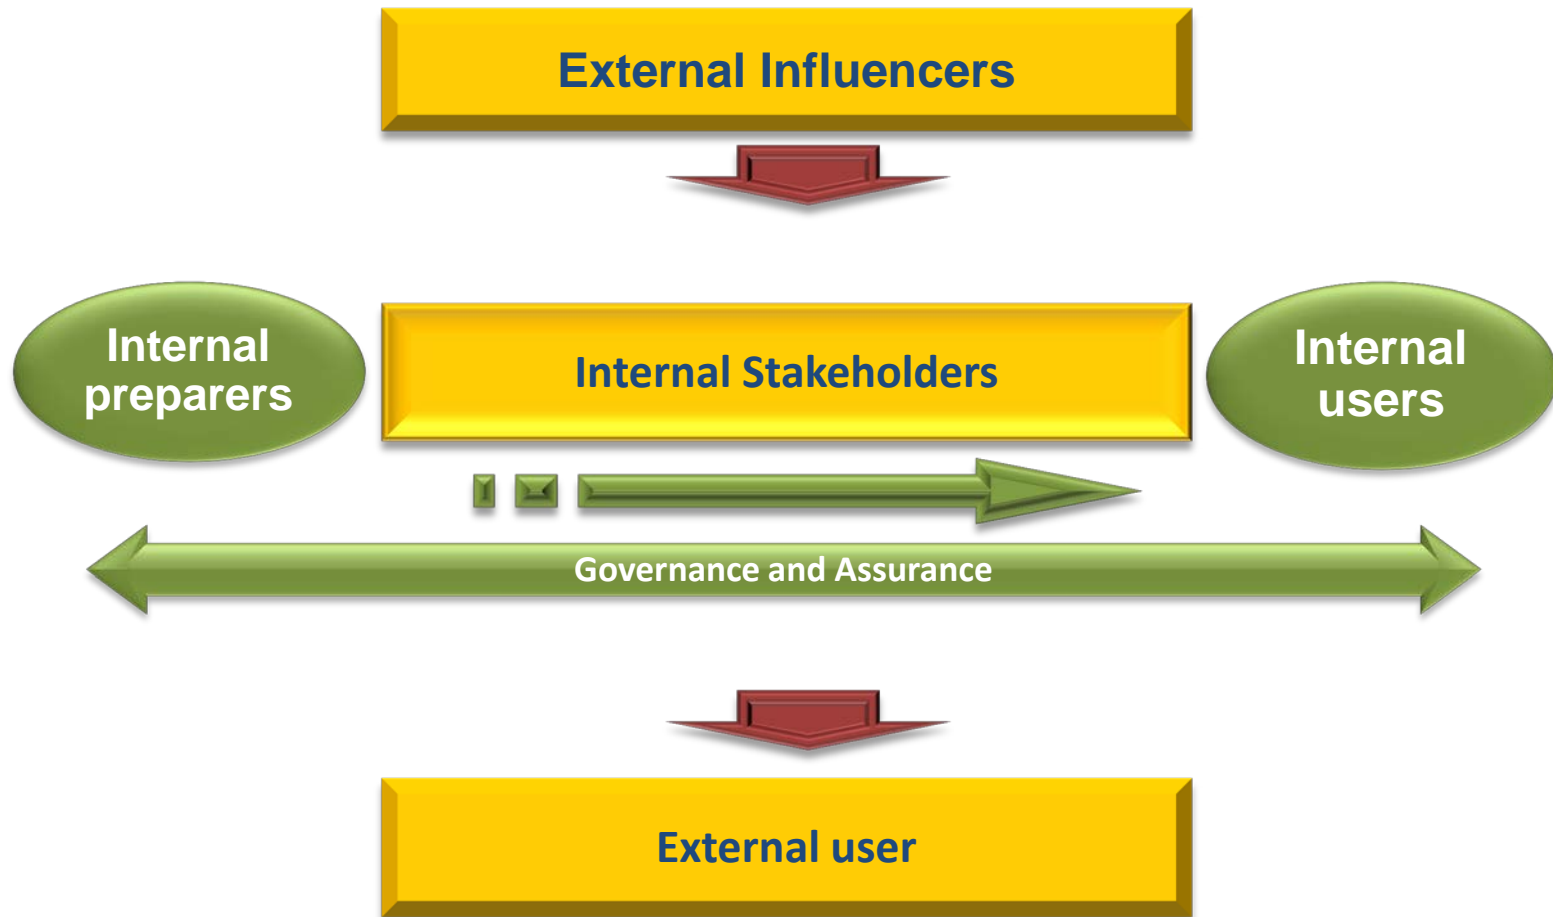 External Influencers
Internal
preparers
Internal Stakeholders
Internal
users
Governance and Assurance
External user